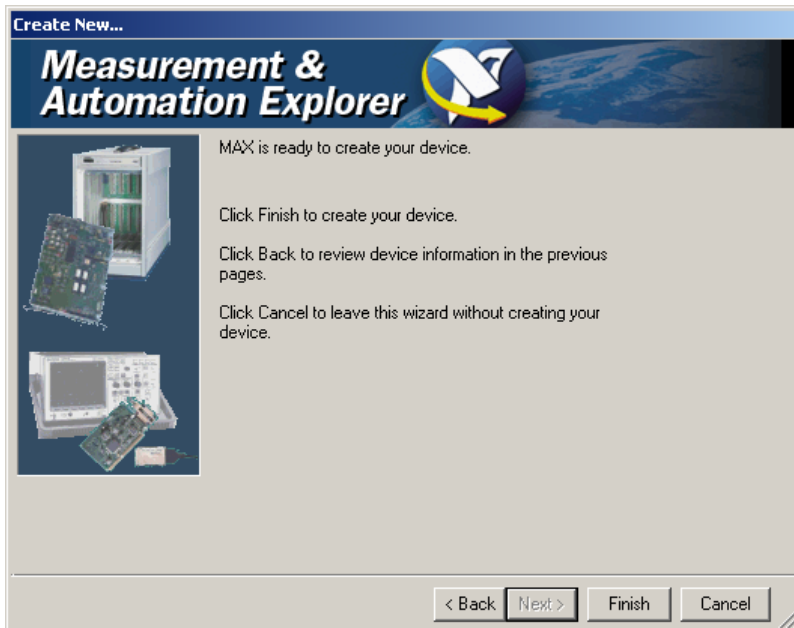 Create New...
Measurement &
Automation Explorer
MAX is ready to create your device.
Click Finish to create your device.
Click Back to review device information in the previous
pages.
Click Cancel to leave this wizard without creating your
device.
< Back
Next >
Finish
Cancel